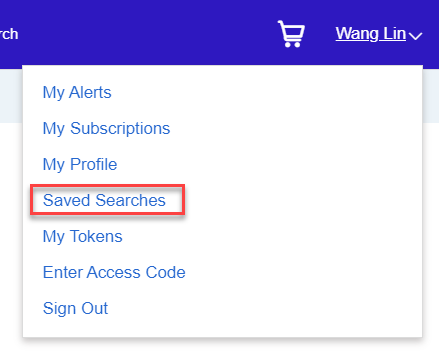 rch
Wang Lin
My Alerts
My Subscriptions
My Profile
Saved Searches
My Tokens
Enter Access Code
Sign Out